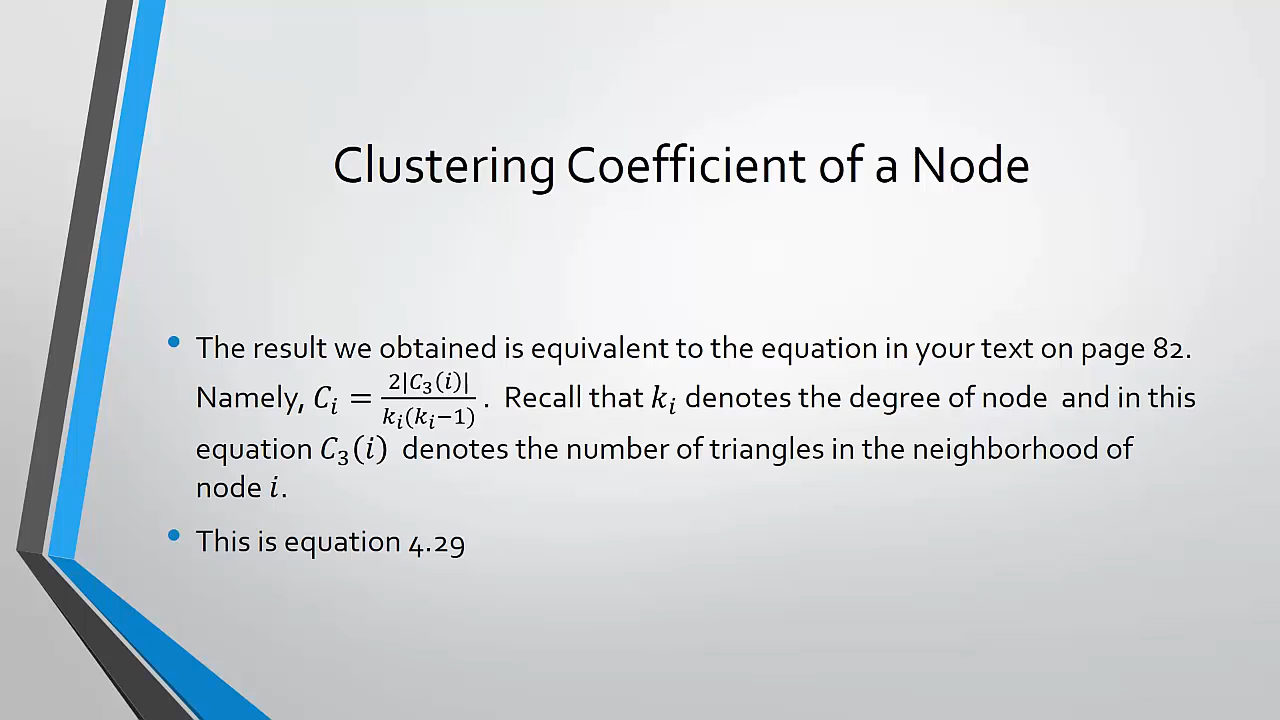 Clustering Coefficient of a Node
• The result we obtained is equivalent to the equation in your text on page 82.
Namely, $C_i = \frac{2|C_3(i)|}{k_i(k_i-1)}$ . Recall that $k_i$ denotes the degree of node and in this
equation $C_3(i)$ denotes the number of triangles in the neighborhood of
node $i$.
• This is equation 4.29